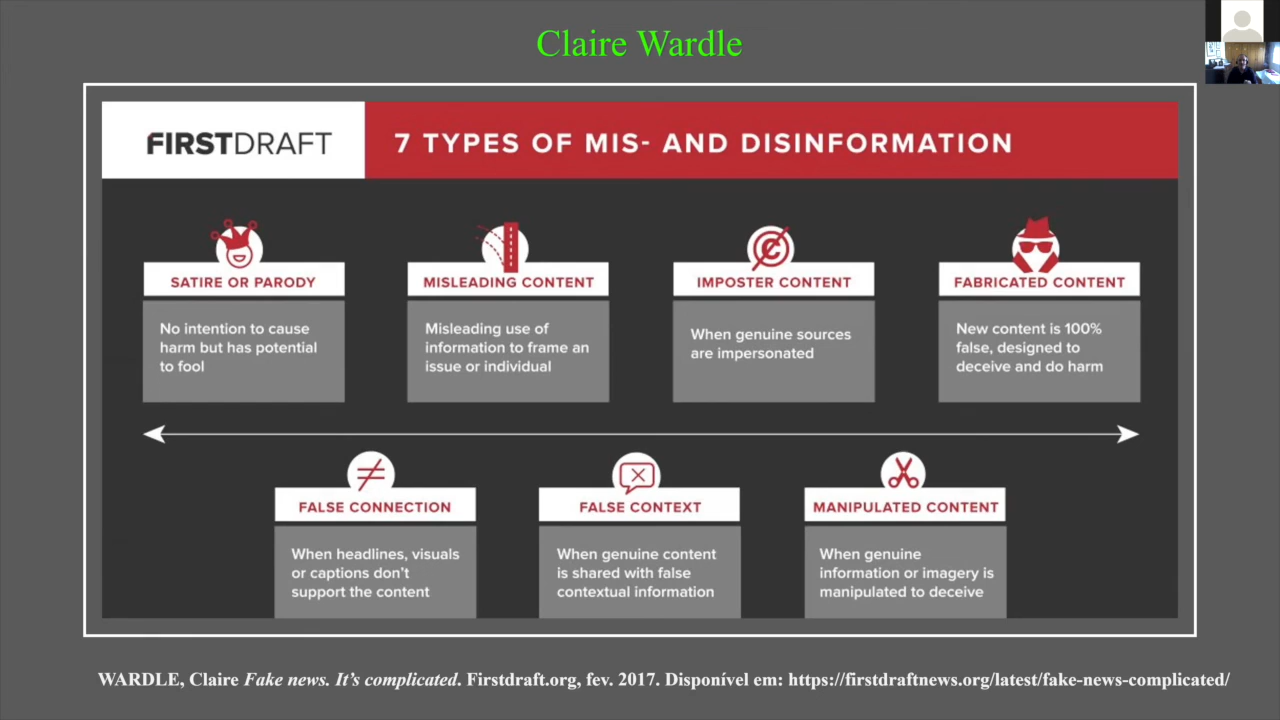 Claire Wardle
FIRSTDRAFT
7 TYPES OF MIS- AND DISINFORMATION
SATIRE OR PARODY
No intention to cause
harm but has potential
to fool
MISLEADING CONTENT
Misleading use of
information to frame an
issue or individual
IMPOSTER CONTENT
When genuine sources
are impersonated
FABRICATED CONTENT
New content is 100%
false, designed to
deceive and do harm
FALSE CONNECTION
When headlines, visuals
or captions don't
support the content
FALSE CONTEXT
When genuine content
is shared with false
contextual information
MANIPULATED CONTENT
When genuine
information or imagery is
manipulated to deceive
WARDLE, Claire Fake news. It's complicated. Firstdraft.org, fev. 2017. Disponível em: https://firstdraftnews.org/latest/fake-news-complicated/